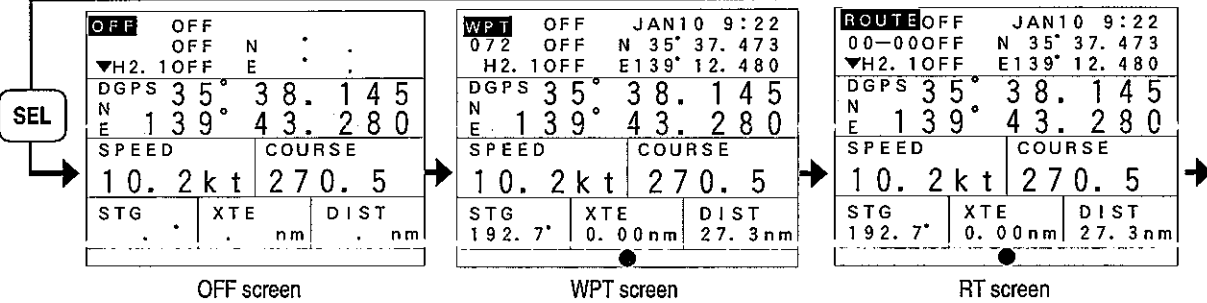 SEL
OFF OFF
OFF N ° .
▼H2. 1OFF E ° .
DGPS
N 35° 38. 145
E 139° 43. 280
SPEED COURSE
10. 2kt 270. 5
STG XTE DIST
. ° . nm . nm
OFF screen
WPT OFF JAN10 9:22
072 OFF N 35° 37. 473
H2. 1OFF E139° 12. 480
DGPS
N 35° 38. 145
E 139° 43. 280
SPEED COURSE
10. 2kt 270. 5
STG XTE DIST
192. 7° 0. 00nm 27. 3nm
WPT screen
ROUTEOFF JAN10 9:22
00-00OFF N 35° 37. 473
▼H2. 1OFF E139° 12. 480
DGPS
N 35° 38. 145
E 139° 43. 280
SPEED COURSE
10. 2kt 270. 5
STG XTE DIST
192. 7° 0. 00nm 27. 3nm
RT screen